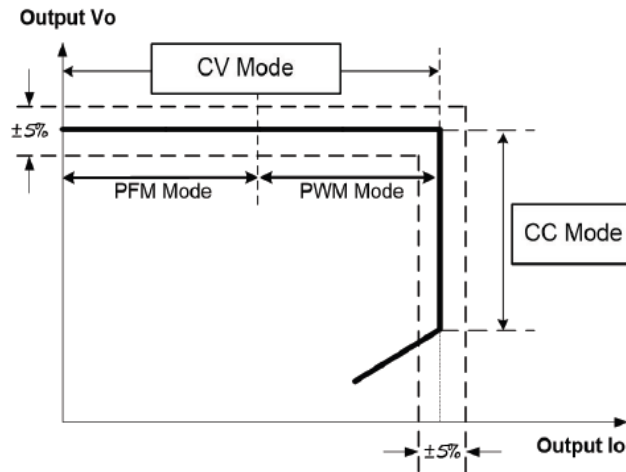 Output Vo
CV Mode
±5%
PFM Mode
PWM Mode
CC Mode
±5%
Output Io